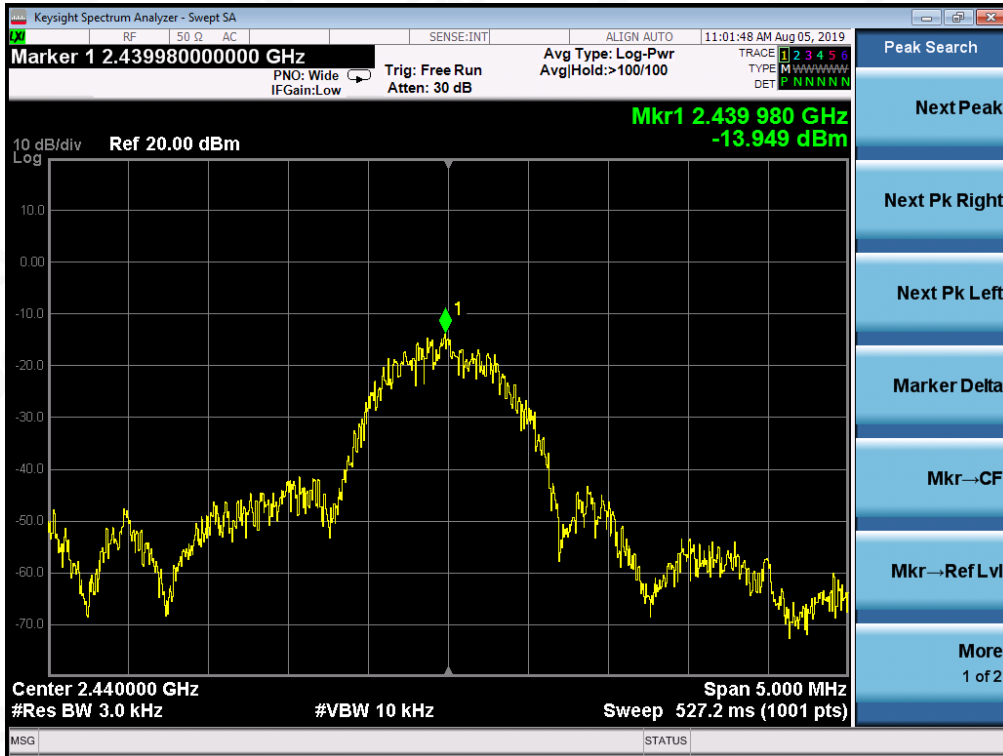 Keysight Spectrum Analyzer - Swept SA
LXI RF 50 Ω AC SENSE:INT ALIGN AUTO 11:01:48 AM Aug 05, 2019
Marker 1 2.439980000000 GHz
PNO: Wide
IFGain:Low
Trig: Free Run
Atten: 30 dB
Avg Type: Log-Pwr
Avg|Hold:>100/100
TRACE 1 2 3 4 5 6
TYPE M W W W W W
DET P N N N N N
Mkr1 2.439 980 GHz
-13.949 dBm
10 dB/div
Log
Ref 20.00 dBm
10.0
0.00
-10.0
-20.0
-30.0
-40.0
-50.0
-60.0
-70.0
1
Center 2.440000 GHz
Span 5.000 MHz
#Res BW 3.0 kHz
#VBW 10 kHz
Sweep 527.2 ms (1001 pts)
MSG
STATUS
Peak Search
Next Peak
Next Pk Right
Next Pk Left
Marker Delta
Mkr→CF
Mkr→Ref Lvl
More
1 of 2